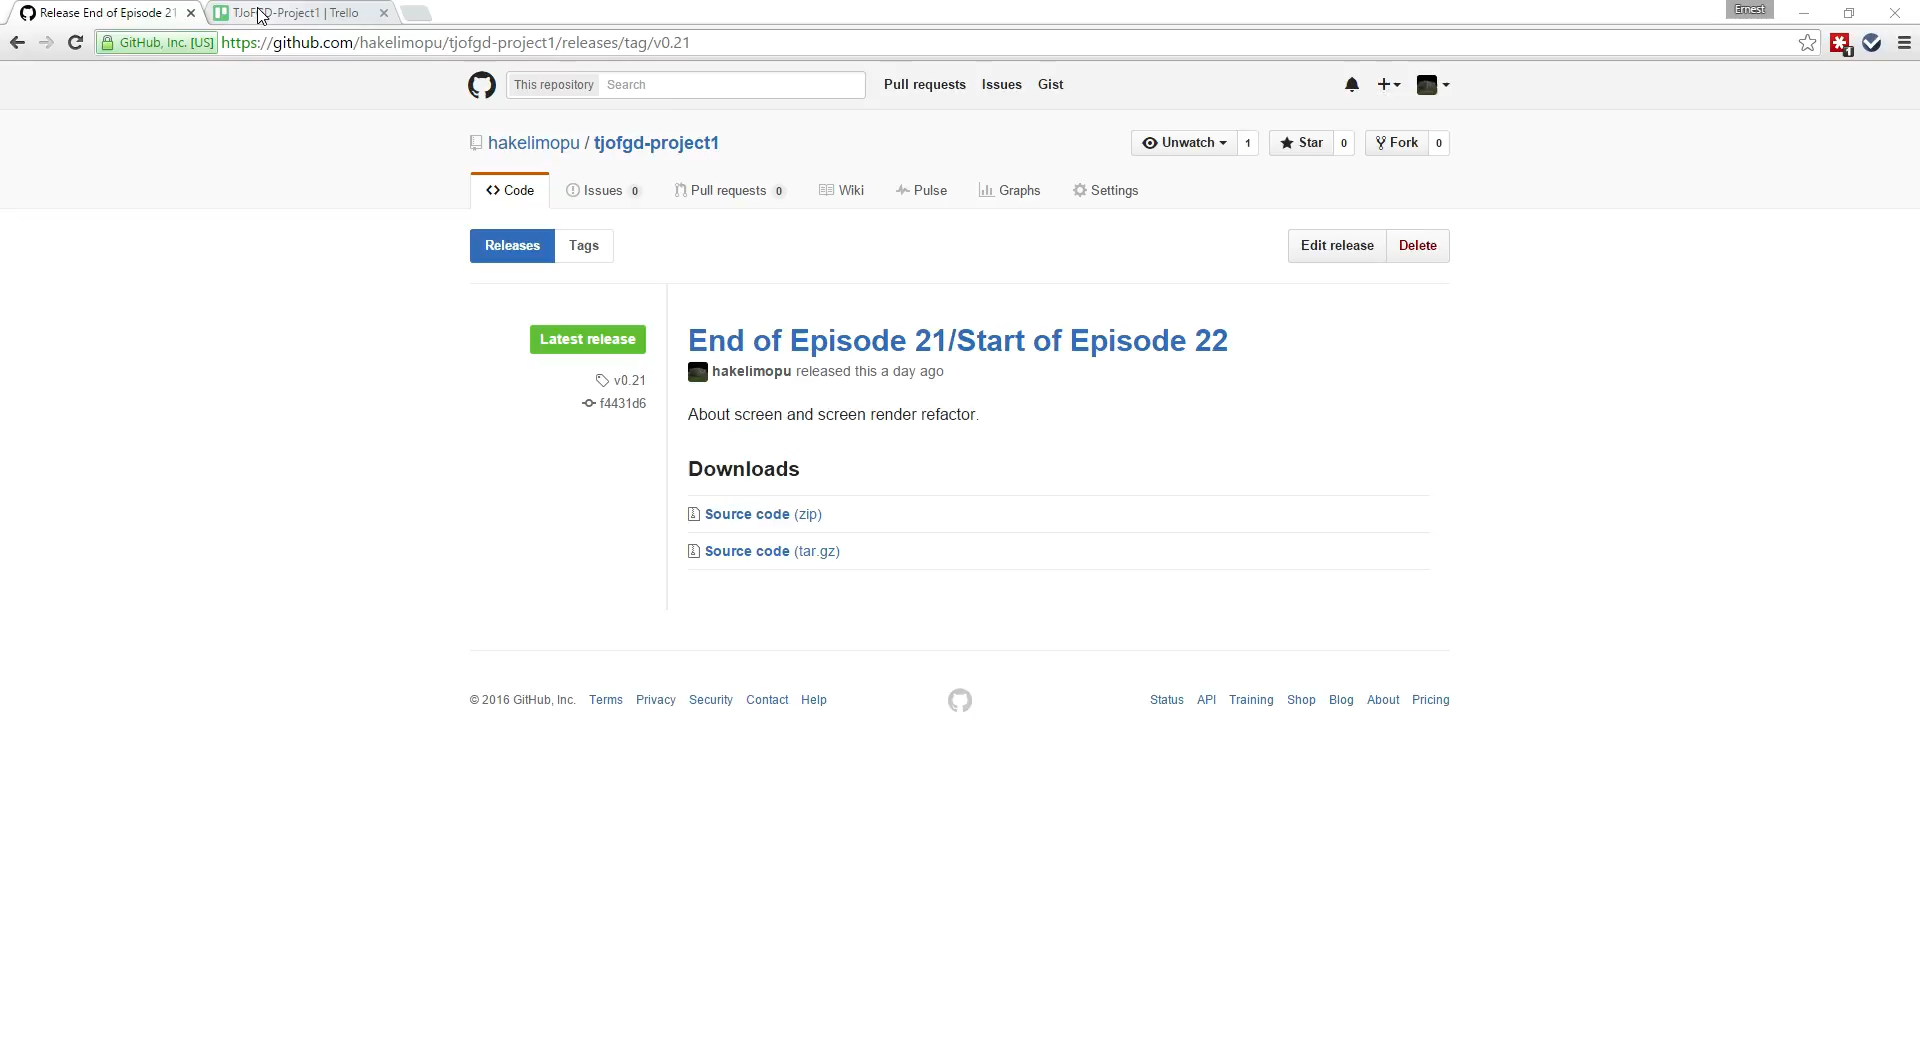 Release End of Episode 21
TJoFGD-Project1 | Trello
Ernest
GitHub, Inc. [US]
https://github.com/hakelimopu/tjofgd-project1/releases/tag/v0.21
1
This repository
Search
Pull requests
Issues
Gist
hakelimopu / tjofgd-project1
Unwatch
1
Star
0
Fork
0
Code
Issues 0
Pull requests 0
Wiki
Pulse
Graphs
Settings
Releases
Tags
Edit release
Delete
Latest release
v0.21
f4431d6
End of Episode 21/Start of Episode 22
hakelimopu released this a day ago
About screen and screen render refactor.
Downloads
Source code (zip)
Source code (tar.gz)
© 2016 GitHub, Inc.
Terms
Privacy
Security
Contact
Help
Status
API
Training
Shop
Blog
About
Pricing